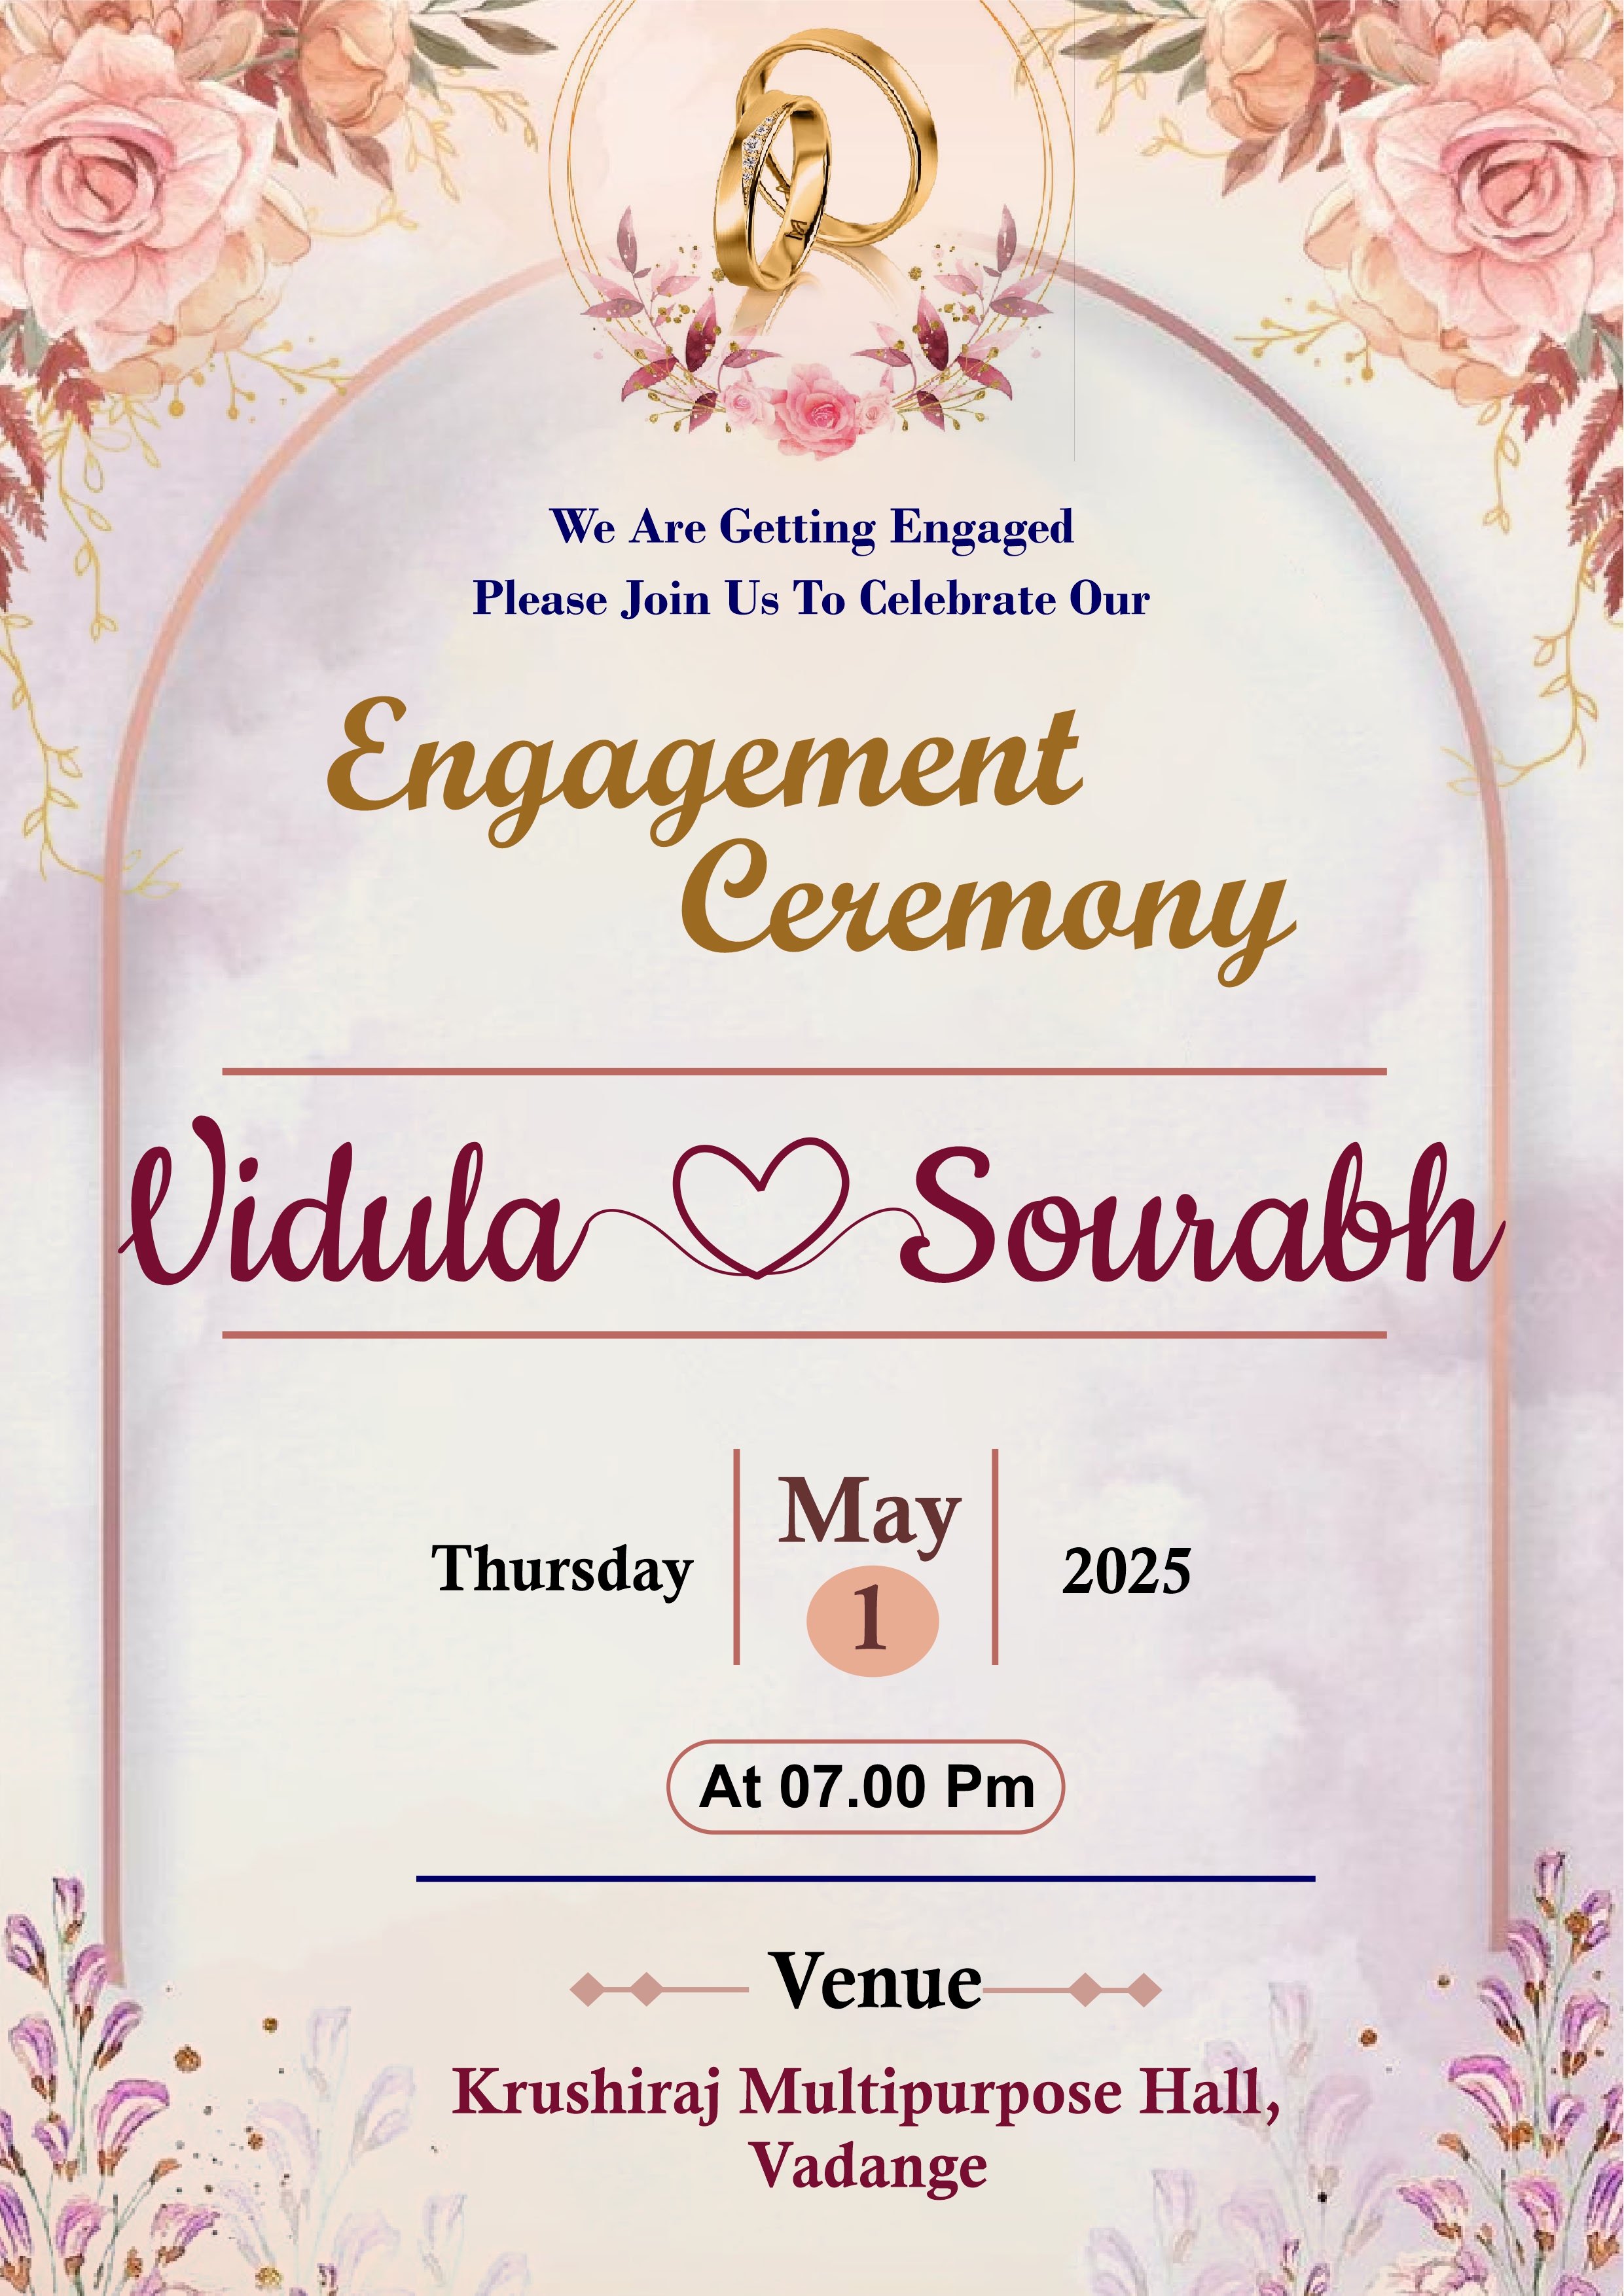 We Are Getting Engaged
Please Join Us To Celebrate Our
Engagement
Ceremony
Vidula Sourabh
May
Thursday 1 2025
At 07.00 Pm
Venue
Krushiraj Multipurpose Hall,
Vadange